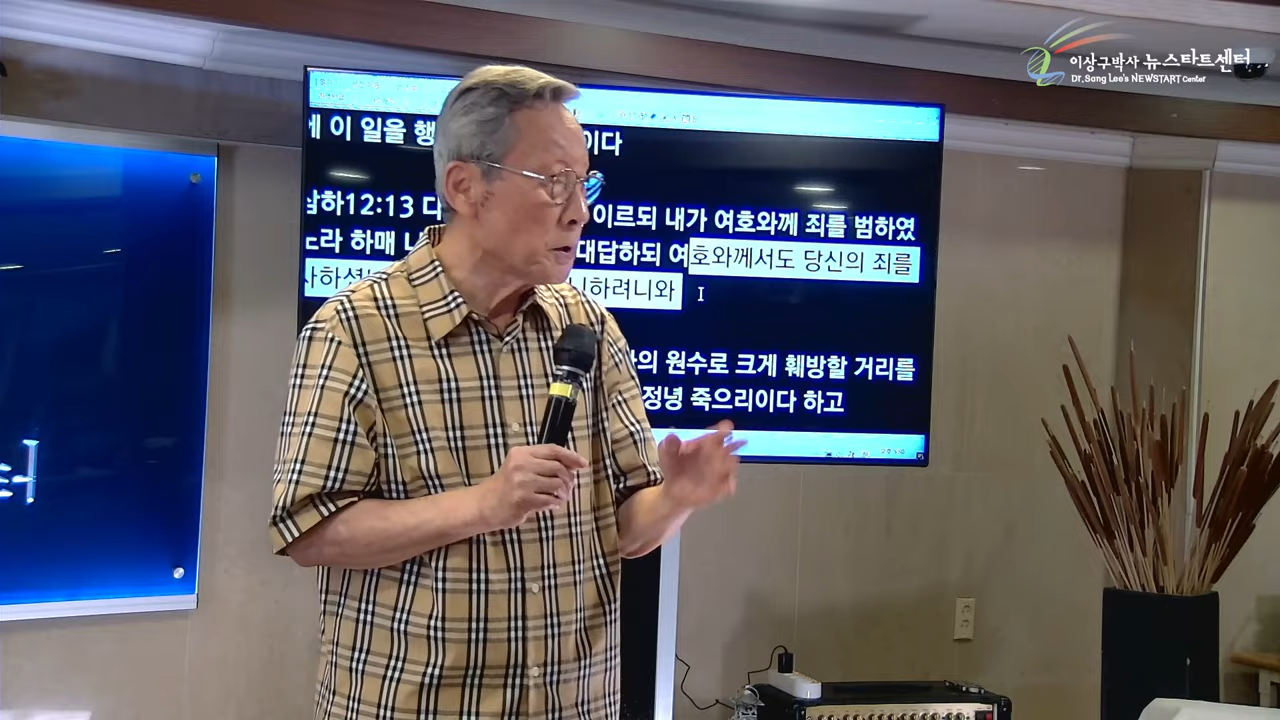 이상구박사 뉴스타트센터
Dr. Sang Lee's NEWSTART Center
이 일을 행 이다
삼하12:13 다 이르되 내가 여호와께 죄를 범하였
노라 하매 나 대답하되 여호와께서도 당신의 죄를
사하셨 니하려니와
의 원수로 크게 훼방할 거리를
정녕 죽으리이다 하고